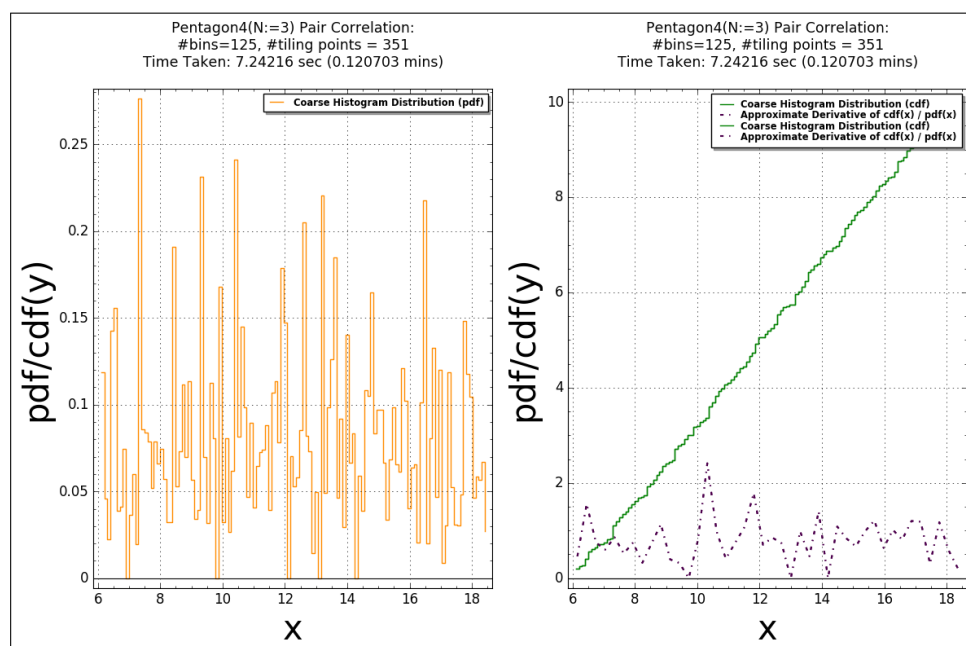 Pentagon4(N:=3) Pair Correlation:
#bins=125, #tiling points = 351
Time Taken: 7.24216 sec (0.120703 mins)
Coarse Histogram Distribution (pdf)
0.25
0.2
0.15
0.1
0.05
0
pdf/cdf(y)
6 8 10 12 14 16 18
x
Pentagon4(N:=3) Pair Correlation:
#bins=125, #tiling points = 351
Time Taken: 7.24216 sec (0.120703 mins)
Coarse Histogram Distribution (cdf)
Approximate Derivative of cdf(x) / pdf(x)
Coarse Histogram Distribution (cdf)
Approximate Derivative of cdf(x) / pdf(x)
10
8
6
4
2
0
pdf/cdf(y)
6 8 10 12 14 16 18
x